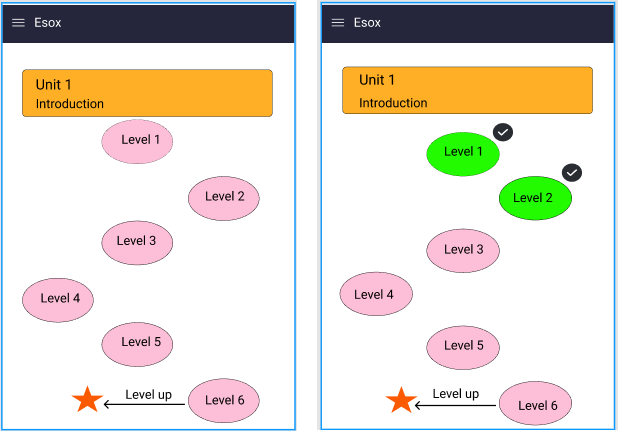 Esox
Unit 1
Introduction
Level 1
Level 2
Level 3
Level 4
Level 5
Level up
Level 6
Esox
Unit 1
Introduction
Level 1
Level 2
Level 3
Level 4
Level 5
Level up
Level 6